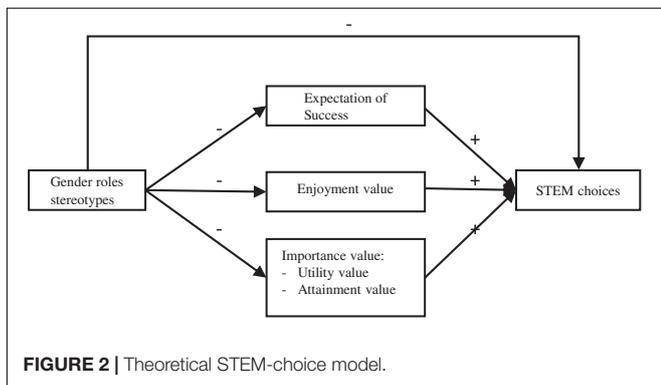 -
Expectation of
Success
-
+
Gender roles
stereotypes
-
Enjoyment value
+
STEM choices
-
+
Importance value:
- Utility value
- Attainment value
FIGURE 2 | Theoretical STEM-choice model.